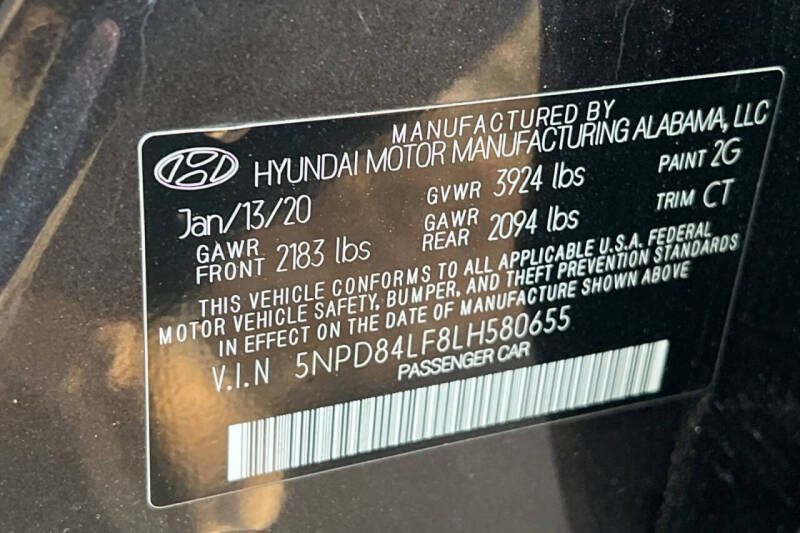 MANUFACTURED BY
HYUNDAI MOTOR MANUFACTURING ALABAMA, LLC
Jan/13/20 GVWR 3924 lbs PAINT 2G
GAWR FRONT 2183 lbs GAWR REAR 2094 lbs TRIM CT
THIS VEHICLE CONFORMS TO ALL APPLICABLE U.S.A. FEDERAL
MOTOR VEHICLE SAFETY, BUMPER, AND THEFT PREVENTION STANDARDS
IN EFFECT ON THE DATE OF MANUFACTURE SHOWN ABOVE
V.I.N 5NPD84LF8LH580655
PASSENGER CAR